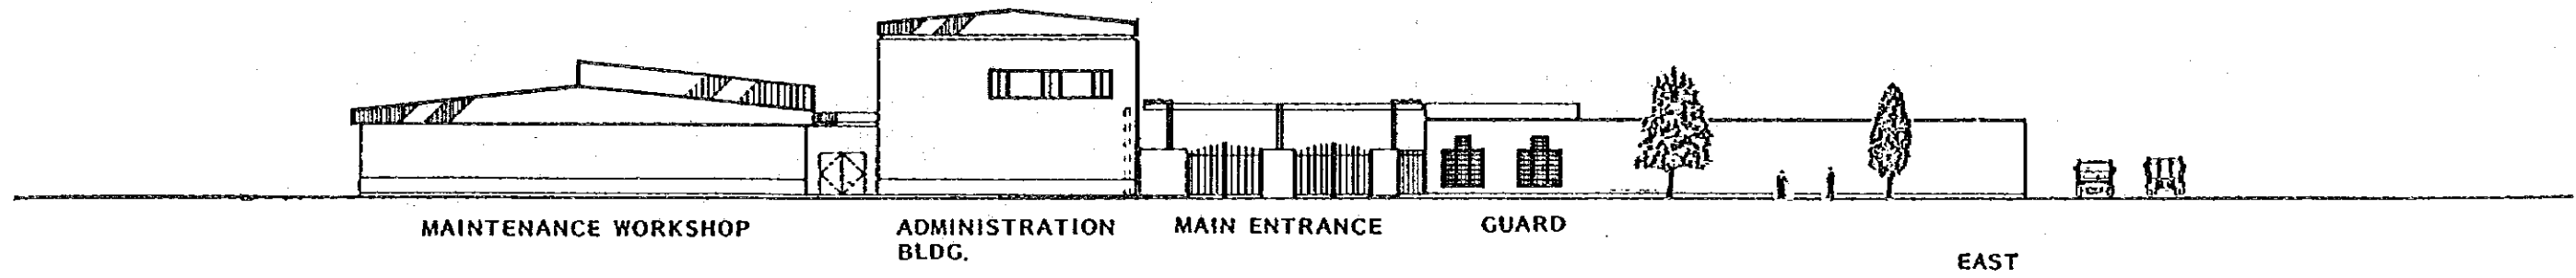 MAINTENANCE WORKSHOP
ADMINISTRATION
BLDG.
MAIN ENTRANCE
GUARD
EAST